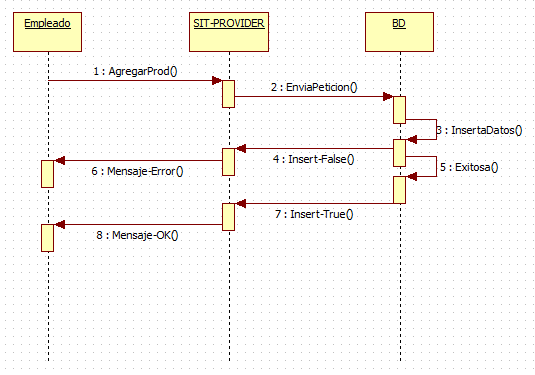 Empleado
SIT-PROVIDER
BD
1 : AgregarProd()
2 : EnviaPeticion()
3 : InsertaDatos()
4 : Insert-False()
5 : Exitosa()
6 : Mensaje-Error()
7 : Insert-True()
8 : Mensaje-OK()